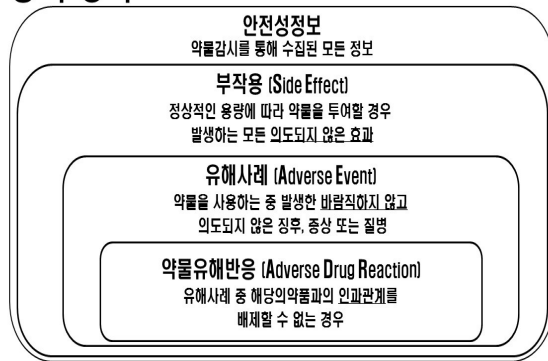 안전성정보
약물감시를 통해 수집된 모든 정보
부작용 (Side Effect)
정상적인 용량에 따라 약물을 투여할 경우
발생하는 모든 의도되지 않은 효과
유해사례 (Adverse Event)
약물을 사용하는 중 발생한 바람직하지 않고
의도되지 않은 징후, 증상 또는 질병
약물유해반응 (Adverse Drug Reaction)
유해사례 중 해당의약품과의 인과관계를
배제할 수 없는 경우